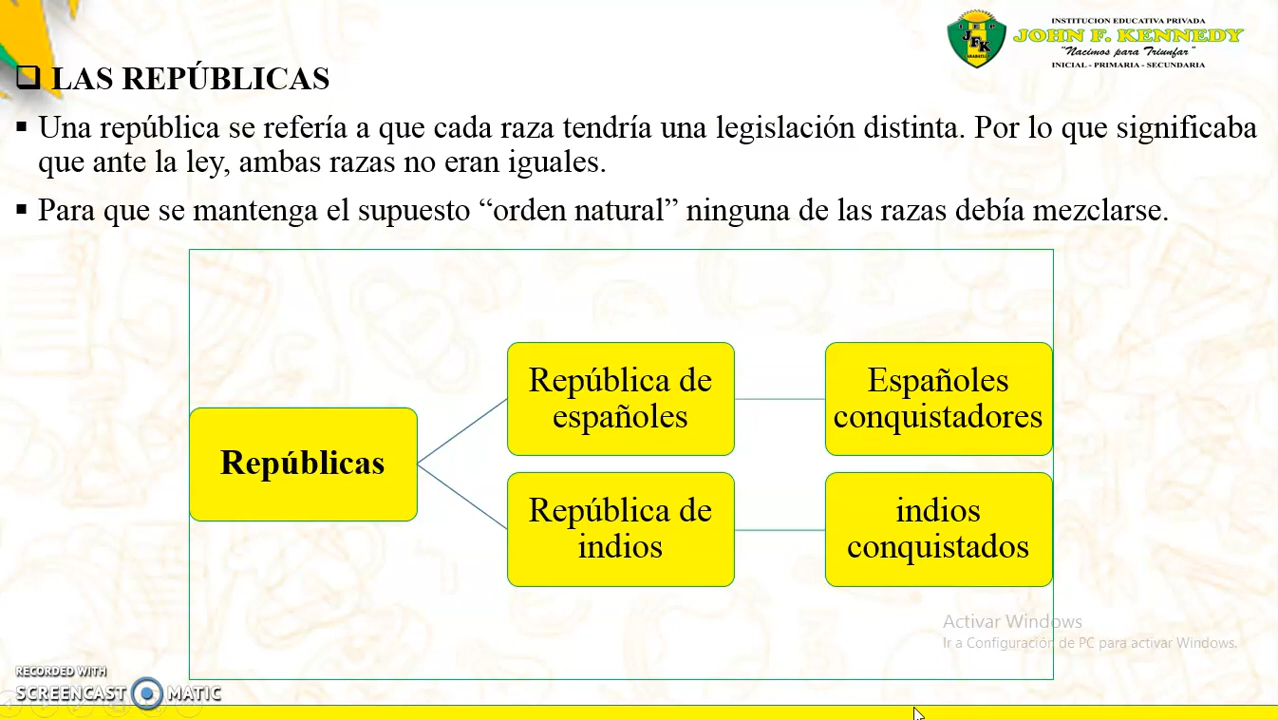 INSTITUCION EDUCATIVA PRIVADA
JOHN F. KENNEDY
"Nacimos para Triunfar"
INICIAL - PRIMARIA - SECUNDARIA
JFK
LAS REPÚBLICAS
Una república se refería a que cada raza tendría una legislación distinta. Por lo que significaba
que ante la ley, ambas razas no eran iguales.
Para que se mantenga el supuesto “orden natural” ninguna de las razas debía mezclarse.
Repúblicas
República de
españoles
Españoles
conquistadores
República de
indios
indios
conquistados
Activar Windows
Ir a Configuración de PC para activar Windows.
RECORDED WITH
SCREENCAST MATIC